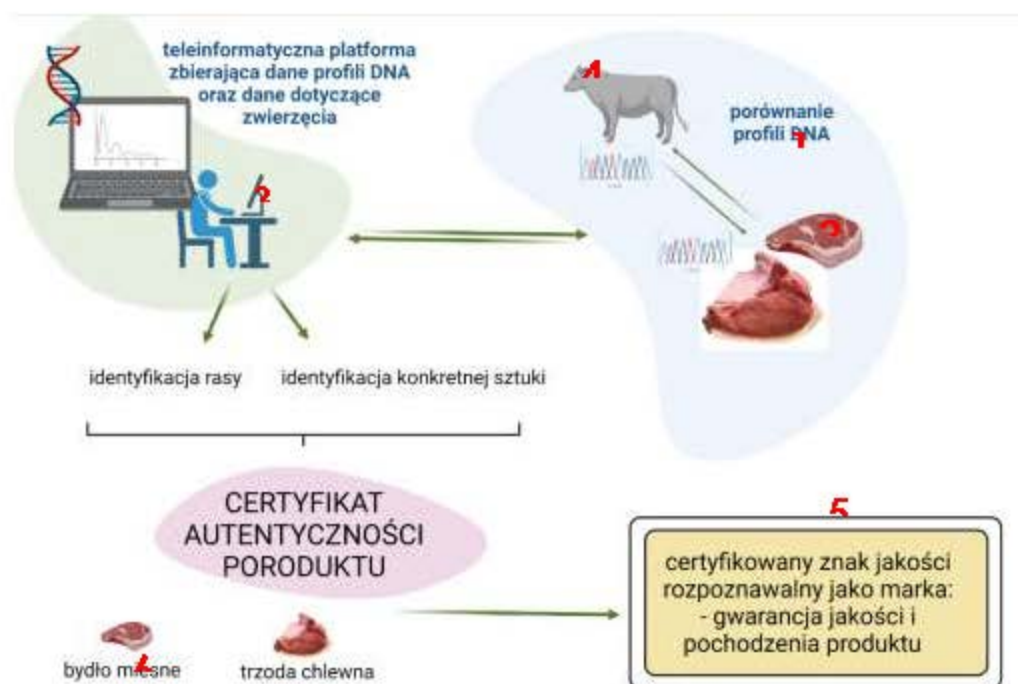 teleinformatyczna platforma
zbierająca dane profili DNA
oraz dane dotyczące
zwierzęcia
porównanie
profili DNA
identyfikacja rasy
identyfikacja konkretnej sztuki
CERTYFIKAT
AUTENTYCZNOŚCI
PORODUKTU
5
certyfikowany znak jakości
rozpoznawalny jako marka:
- gwarancja jakości i
pochodzenia produktu
bydło mięsne
trzoda chlewna